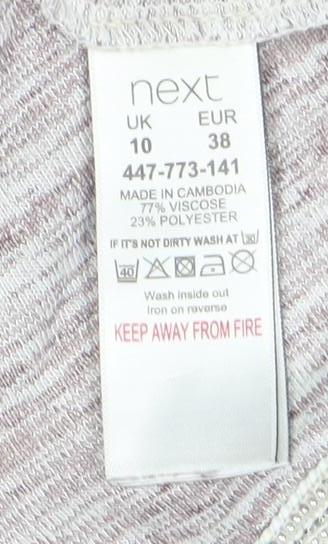 next
UK EUR
10 38
447-773-141
MADE IN CAMBODIA
77% VISCOSE
23% POLYESTER
IF IT'S NOT DIRTY WASH AT 30
40
Wash inside out
Iron on reverse
KEEP AWAY FROM FIRE